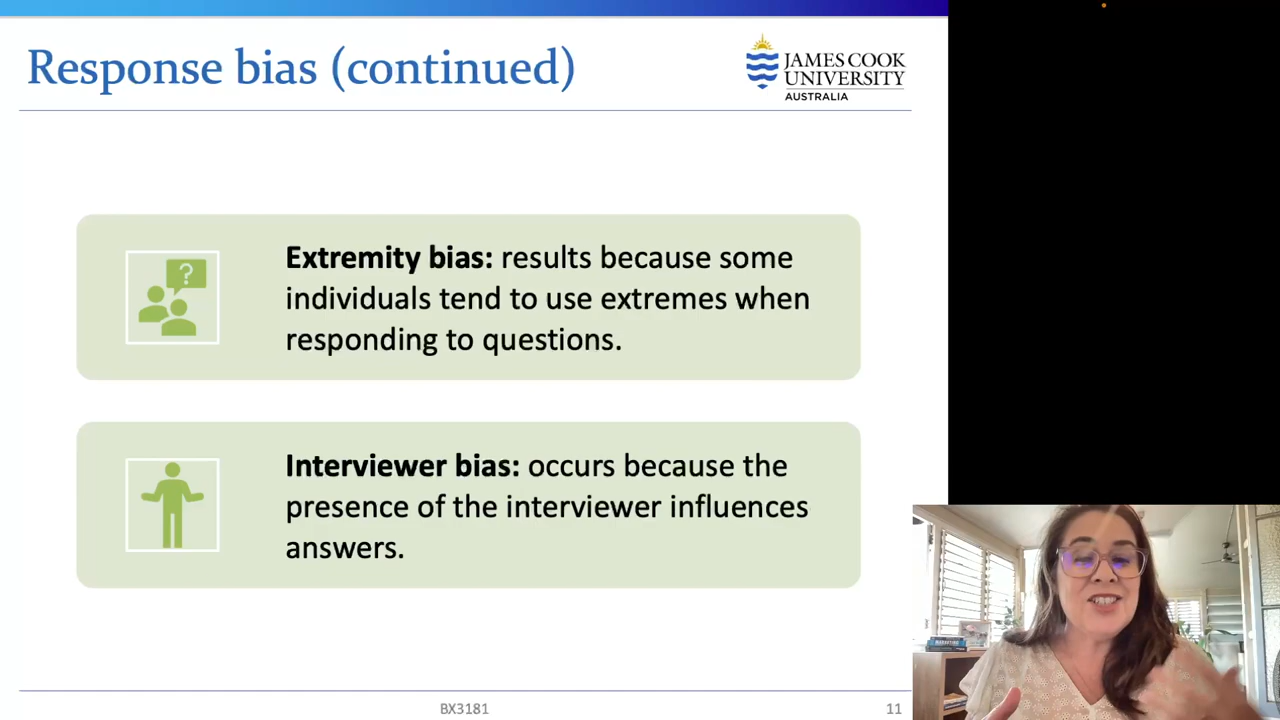 Response bias (continued)
JAMES COOK
UNIVERSITY
AUSTRALIA
?
Extremity bias: results because some
individuals tend to use extremes when
responding to questions.
Interviewer bias: occurs because the
presence of the interviewer influences
answers.
BX3181
11